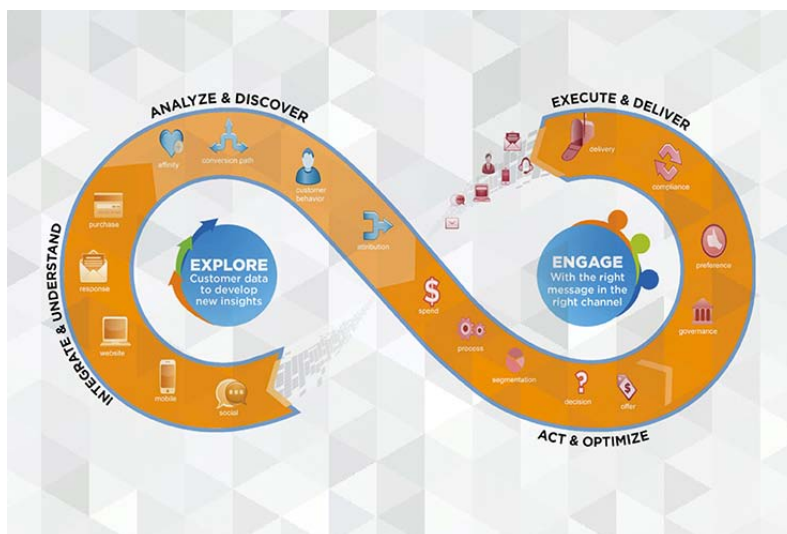 ANALYZE & DISCOVER
EXECUTE & DELIVER
affinity
conversion path
customer
behavior
attribution
delivery
compliance
preference
governance
purchase
response
website
mobile
social
INTEGRATE & UNDERSTAND
EXPLORE
Customer data
to develop
new insights
ENGAGE
With the right
message in the
right channel
spend
process
segmentation
decision
offer
ACT & OPTIMIZE